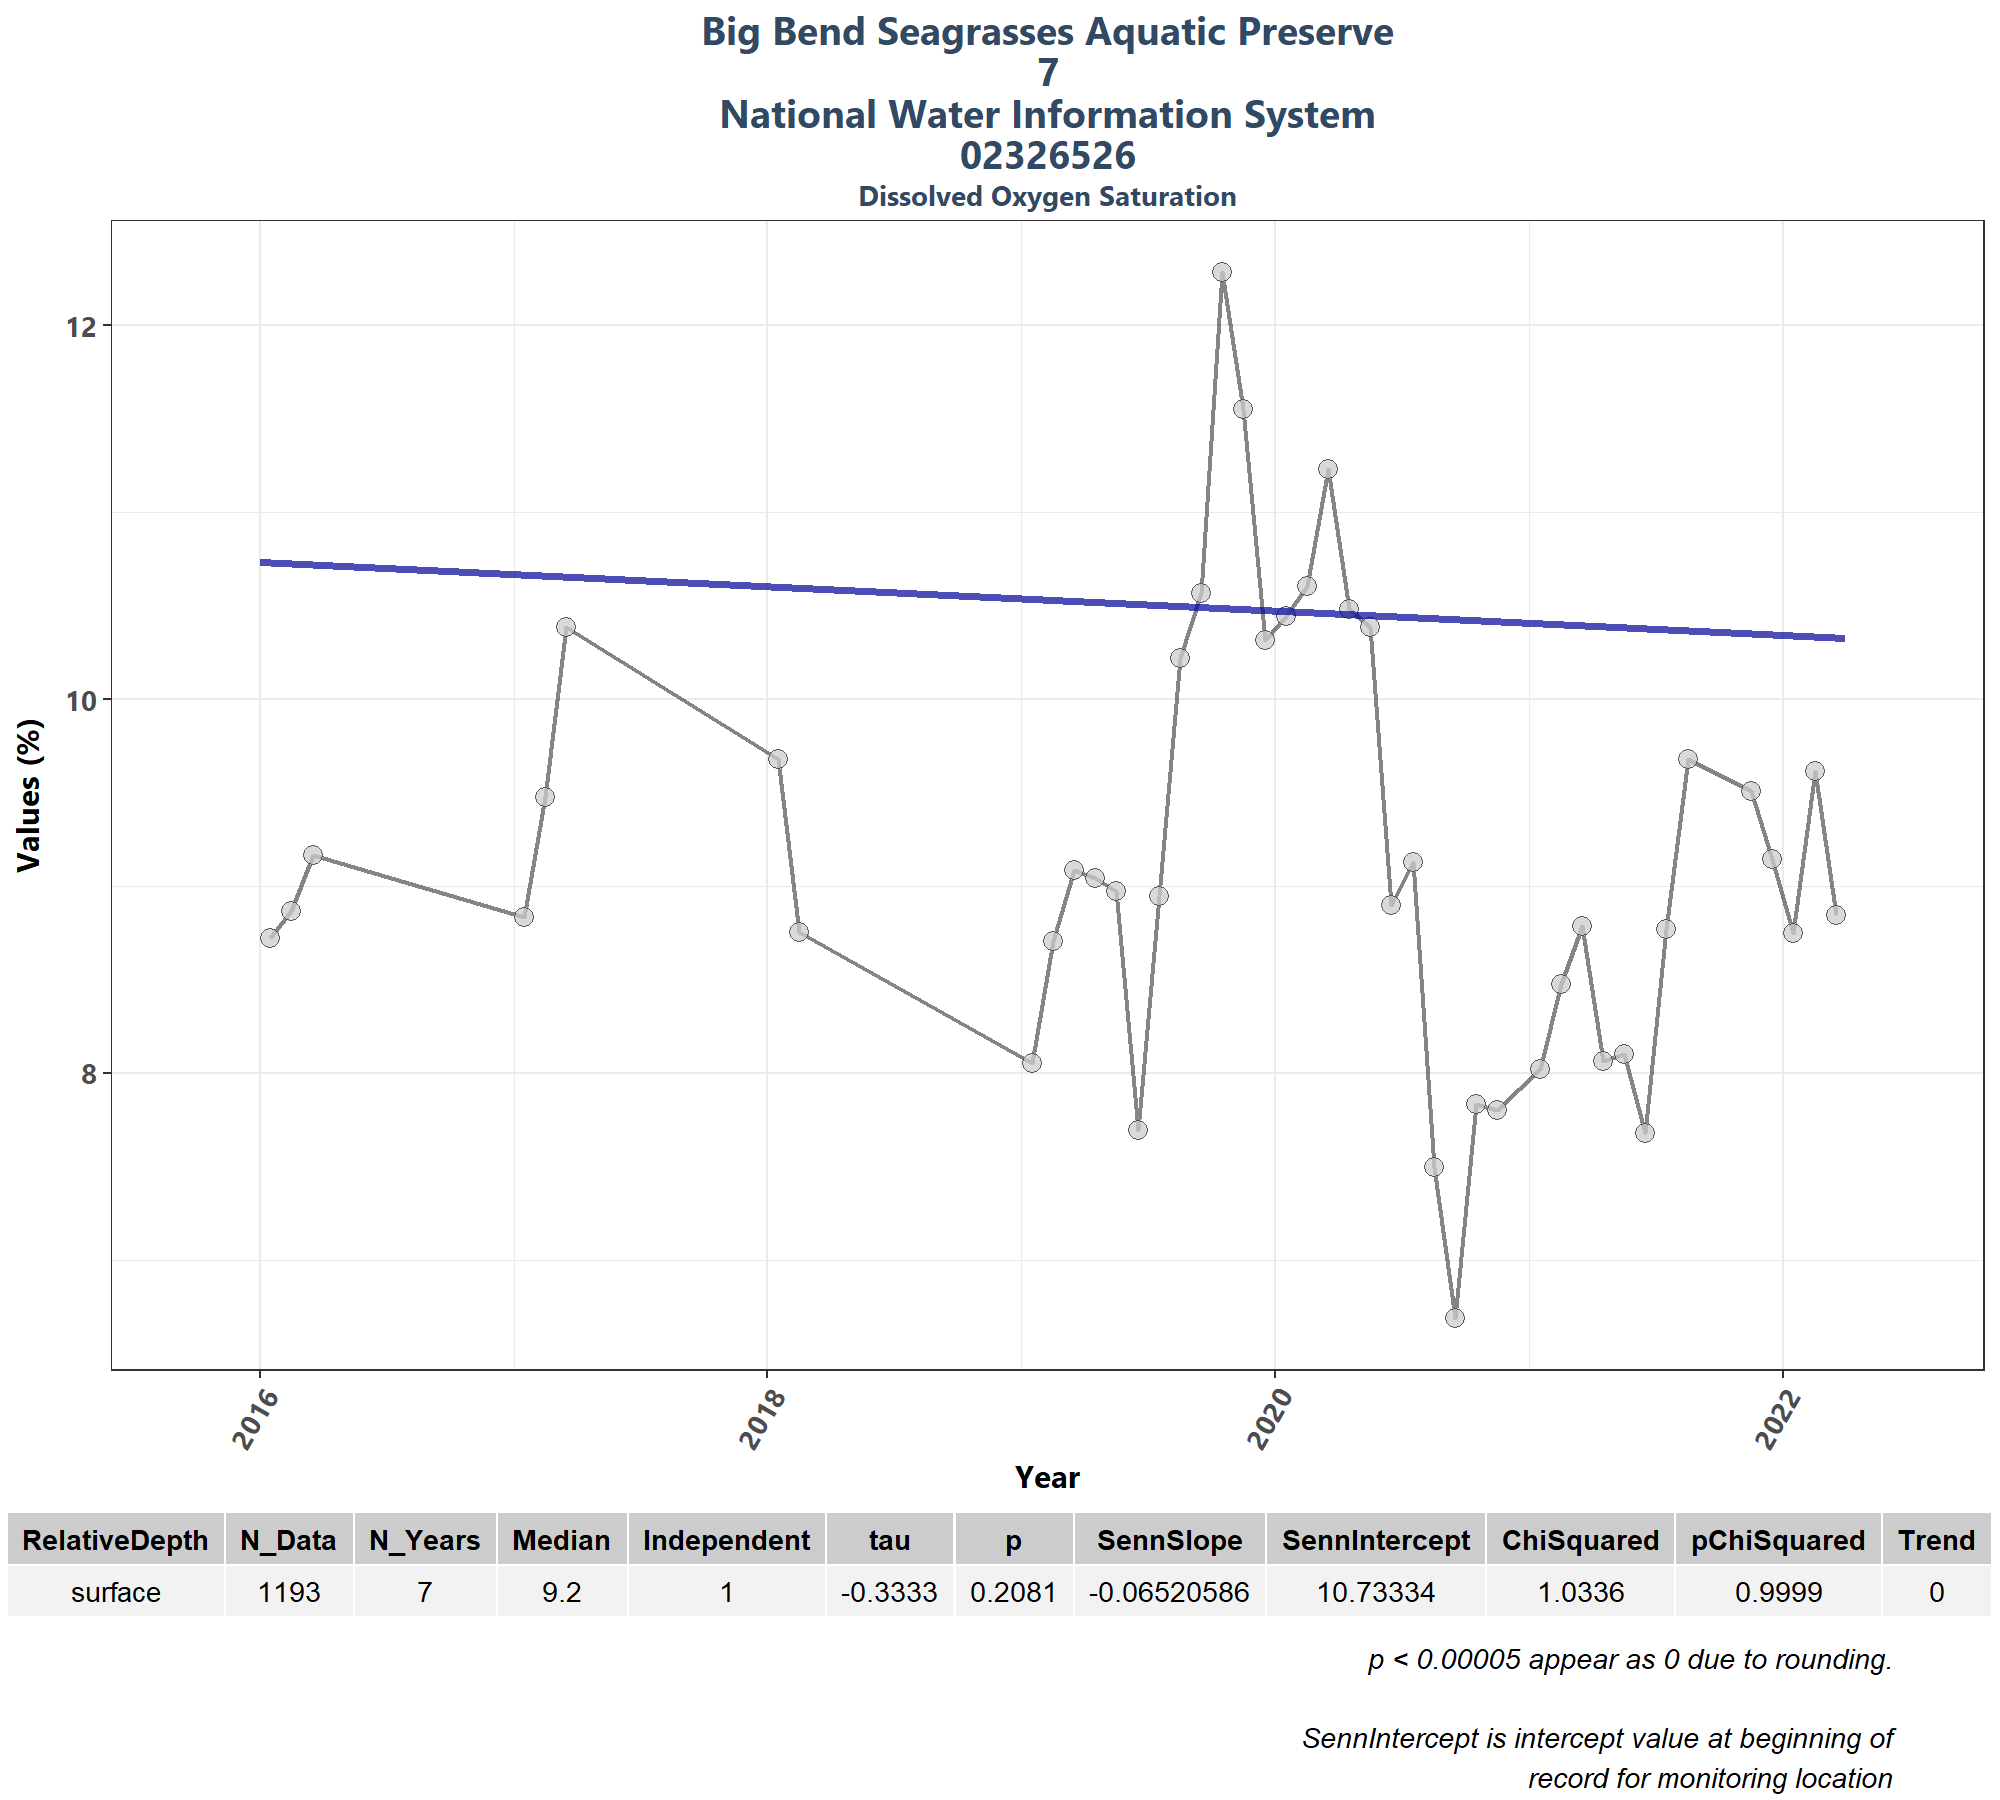 Big Bend Seagrasses Aquatic Preserve
7
National Water Information System
02326526
Dissolved Oxygen Saturation
Values (%)
12
10
8
2016 2018 2020 2022
Year
RelativeDepth N_Data N_Years Median Independent tau p SennSlope SennIntercept ChiSquared pChiSquared Trend
surface 1193 7 9.2 1 -0.3333 0.2081 -0.06520586 10.73334 1.0336 0.9999 0
p < 0.00005 appear as 0 due to rounding.
SennIntercept is intercept value at beginning of
record for monitoring location